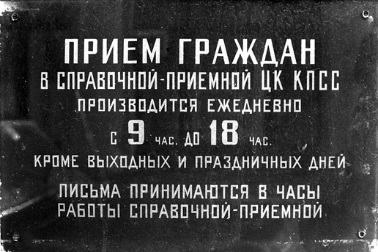 ПРИЕМ ГРАЖДАН
В СПРАВОЧНОЙ-ПРИЕМНОЙ ЦК КПСС
ПРОИЗВОДИТСЯ ЕЖЕДНЕВНО
С 9 ЧАС. ДО 18 ЧАС.
КРОМЕ ВЫХОДНЫХ И ПРАЗДНИЧНЫХ ДНЕЙ
ПИСЬМА ПРИНИМАЮТСЯ В ЧАСЫ
РАБОТЫ СПРАВОЧНОЙ-ПРИЕМНОЙ